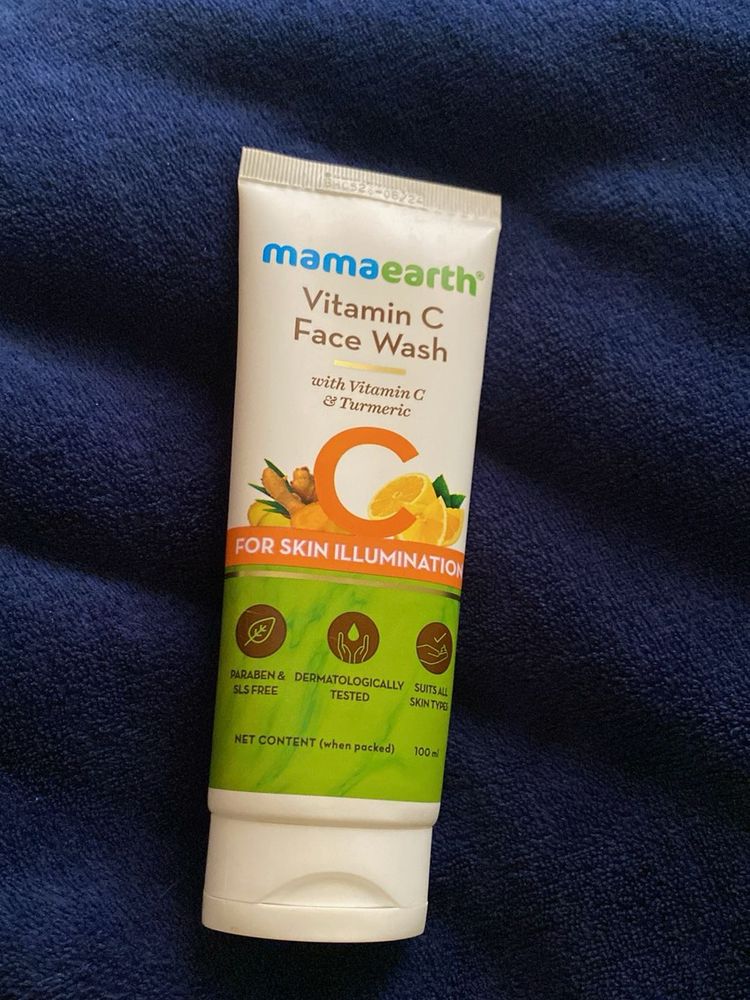 mamaearth®
Vitamin C
Face Wash
with Vitamin C
& Turmeric
C
FOR SKIN ILLUMINATION
PARABEN &
SLS FREE
DERMATOLOGICALLY
TESTED
SUITS ALL
SKIN TYPES
NET CONTENT (when packed) 100 ml